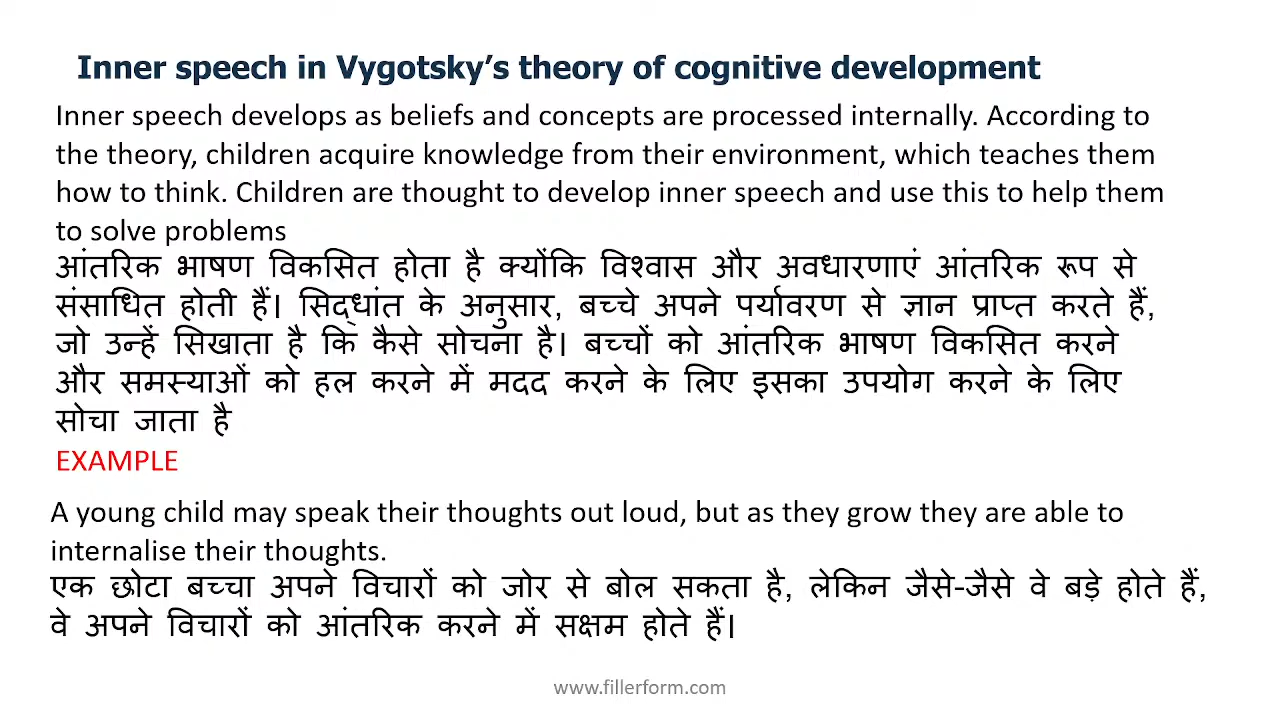 Inner speech in Vygotsky’s theory of cognitive development
Inner speech develops as beliefs and concepts are processed internally. According to
the theory, children acquire knowledge from their environment, which teaches them
how to think. Children are thought to develop inner speech and use this to help them
to solve problems
आंतरिक भाषण विकसित होता है क्योंकि विश्वास और अवधारणाएं आंतरिक रूप से
संसाधित होती हैं। सिद्धांत के अनुसार, बच्चे अपने पर्यावरण से ज्ञान प्राप्त करते हैं,
जो उन्हें सिखाता है कि कैसे सोचना है। बच्चों को आंतरिक भाषण विकसित करने
और समस्याओं को हल करने में मदद करने के लिए इसका उपयोग करने के लिए
सोचा जाता है
EXAMPLE
A young child may speak their thoughts out loud, but as they grow they are able to
internalise their thoughts.
एक छोटा बच्चा अपने विचारों को जोर से बोल सकता है, लेकिन जैसे-जैसे वे बड़े होते हैं,
वे अपने विचारों को आंतरिक करने में सक्षम होते हैं।
www.fillerform.com